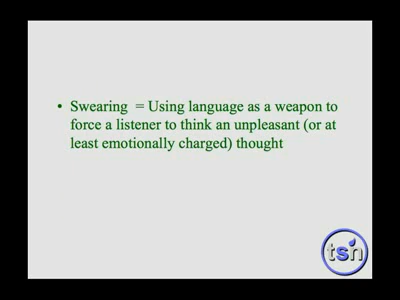 • Swearing = Using language as a weapon to
force a listener to think an unpleasant (or at
least emotionally charged) thought
tsn